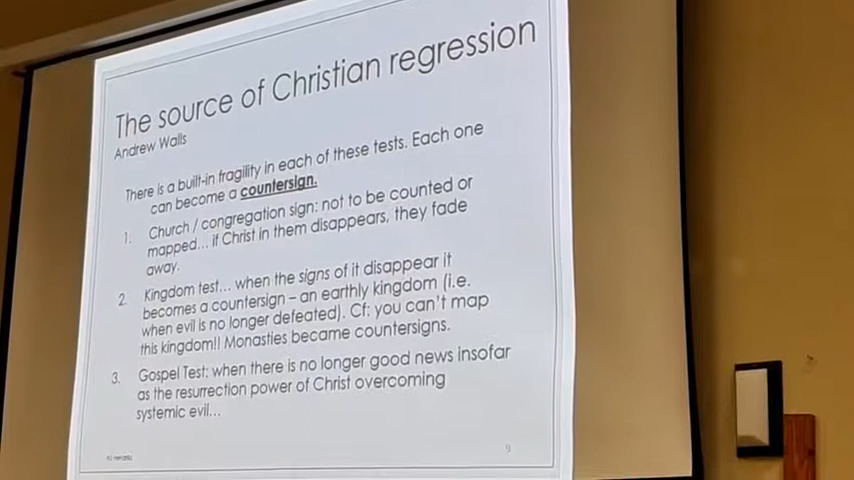 The source of Christian regression
Andrew Walls
There is a built-in fragility in each of these tests. Each one
can become a countersign.
1. Church / congregation sign: not to be counted or
mapped… if Christ in them disappears, they fade
away.
2. Kingdom test… when the signs of it disappear it
becomes a countersign – an earthly kingdom (i.e.
when evil is no longer defeated). Cf: you can't map
this kingdom!! Monasties became countersigns.
3. Gospel Test: when there is no longer good news insofar
as the resurrection power of Christ overcoming
systemic evil…
9